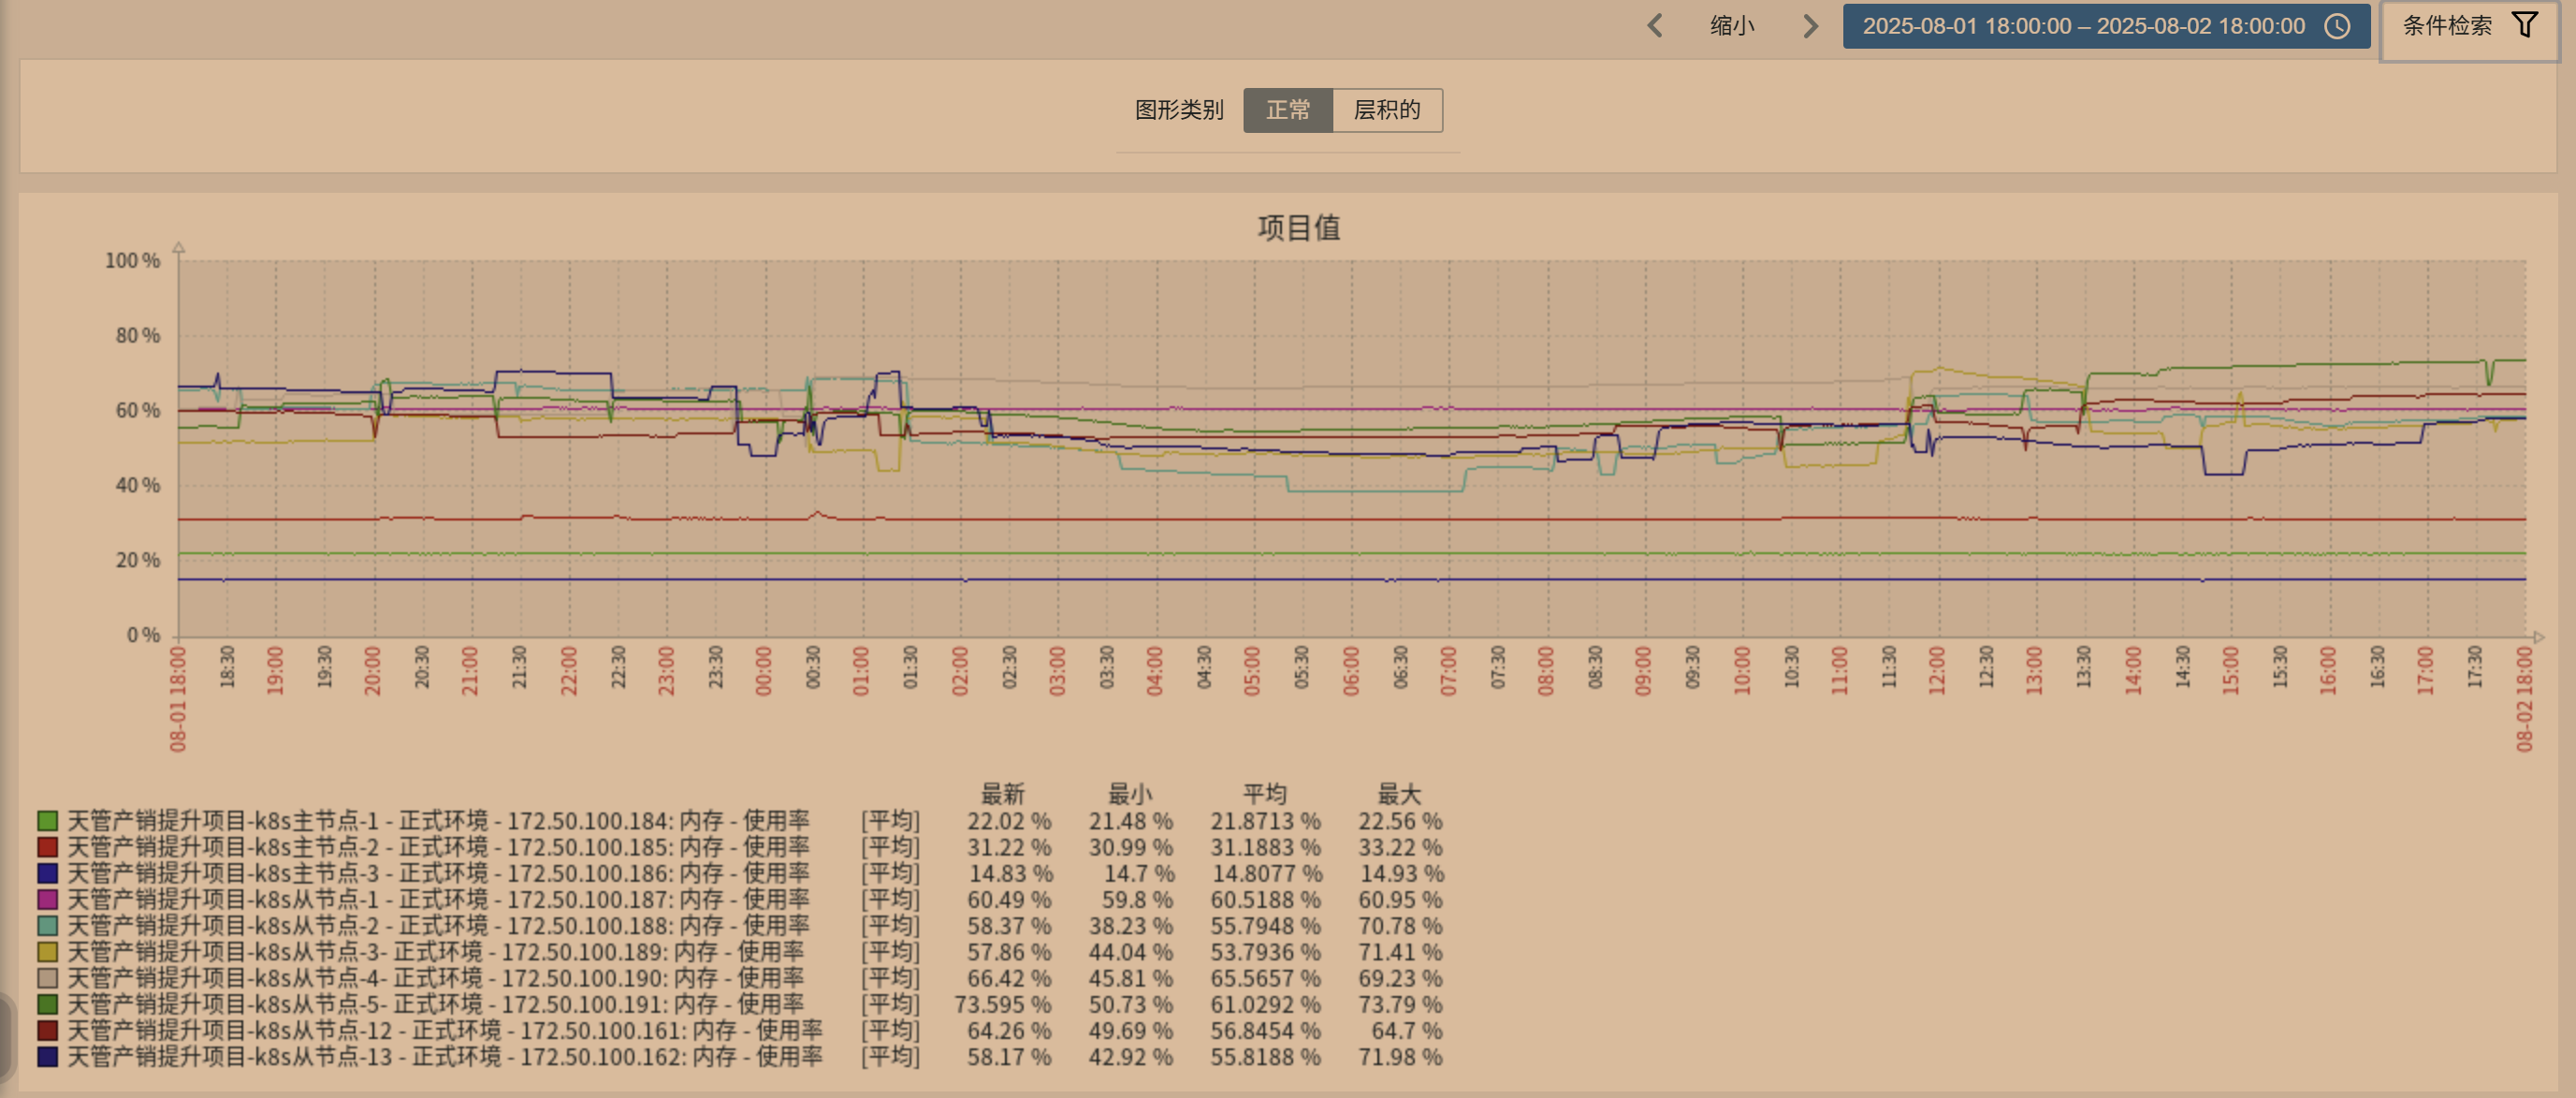 缩小 2025-08-01 18:00:00 – 2025-08-02 18:00:00 条件检索
图形类别 正常 层积的
项目值
100 %
80 %
60 %
40 %
20 %
0 %
08-01 18:00 18:30 19:00 19:30 20:00 20:30 21:00 21:30 22:00 22:30 23:00 23:30 00:00 00:30 01:00 01:30 02:00 02:30 03:00 03:30 04:00 04:30 05:00 05:30 06:00 06:30 07:00 07:30 08:00 08:30 09:00 09:30 10:00 10:30 11:00 11:30 12:00 12:30 13:00 13:30 14:00 14:30 15:00 15:30 16:00 16:30 17:00 17:30 08-02 18:00
最新 最小 平均 最大
天管产销提升项目-k8s主节点-1 - 正式环境 - 172.50.100.184: 内存 - 使用率 [平均] 22.02 % 21.48 % 21.8713 % 22.56 %
天管产销提升项目-k8s主节点-2 - 正式环境 - 172.50.100.185: 内存 - 使用率 [平均] 31.22 % 30.99 % 31.1883 % 33.22 %
天管产销提升项目-k8s主节点-3 - 正式环境 - 172.50.100.186: 内存 - 使用率 [平均] 14.83 % 14.7 % 14.8077 % 14.93 %
天管产销提升项目-k8s从节点-1 - 正式环境 - 172.50.100.187: 内存 - 使用率 [平均] 60.49 % 59.8 % 60.5188 % 60.95 %
天管产销提升项目-k8s从节点-2 - 正式环境 - 172.50.100.188: 内存 - 使用率 [平均] 58.37 % 38.23 % 55.7948 % 70.78 %
天管产销提升项目-k8s从节点-3- 正式环境 - 172.50.100.189: 内存 - 使用率 [平均] 57.86 % 44.04 % 53.7936 % 71.41 %
天管产销提升项目-k8s从节点-4- 正式环境 - 172.50.100.190: 内存 - 使用率 [平均] 66.42 % 45.81 % 65.5657 % 69.23 %
天管产销提升项目-k8s从节点-5- 正式环境 - 172.50.100.191: 内存 - 使用率 [平均] 73.595 % 50.73 % 61.0292 % 73.79 %
天管产销提升项目-k8s从节点-12 - 正式环境 - 172.50.100.161: 内存 - 使用率 [平均] 64.26 % 49.69 % 56.8454 % 64.7 %
天管产销提升项目-k8s从节点-13 - 正式环境 - 172.50.100.162: 内存 - 使用率 [平均] 58.17 % 42.92 % 55.8188 % 71.98 %